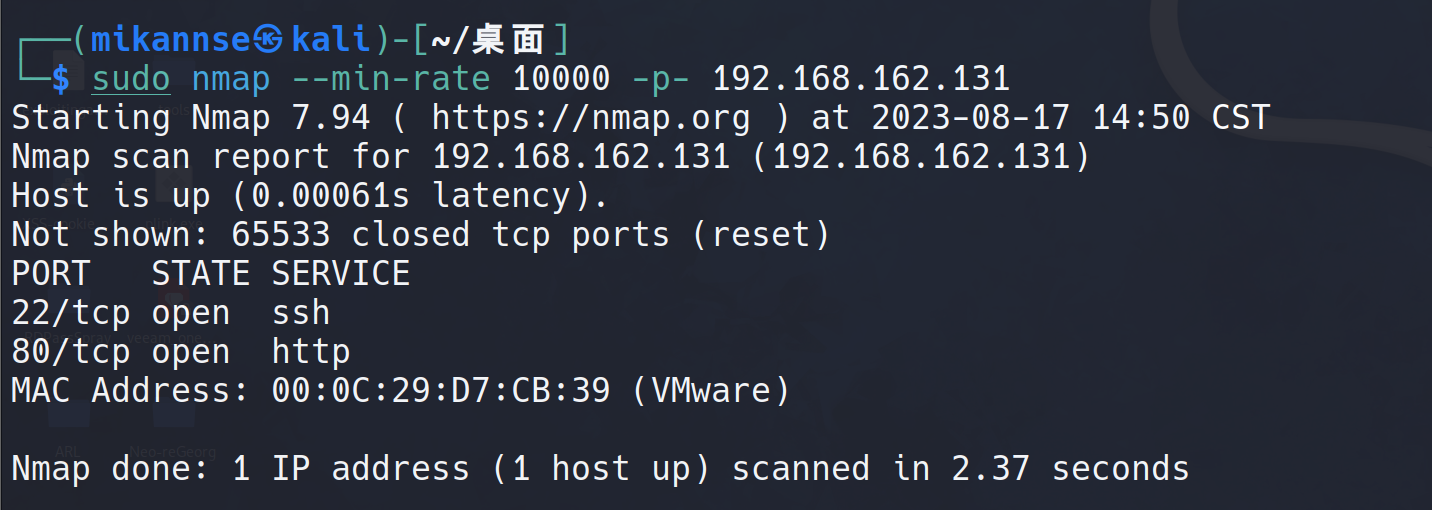 ┌──(mikannse㉿kali)-[~/桌面]
└─$ sudo nmap --min-rate 10000 -p- 192.168.162.131
Starting Nmap 7.94 ( https://nmap.org ) at 2023-08-17 14:50 CST
Nmap scan report for 192.168.162.131 (192.168.162.131)
Host is up (0.00061s latency).
Not shown: 65533 closed tcp ports (reset)
PORT   STATE SERVICE
22/tcp open  ssh
80/tcp open  http
MAC Address: 00:0C:29:D7:CB:39 (VMware)
ARL Neo-reGeorg
Nmap done: 1 IP address (1 host up) scanned in 2.37 seconds